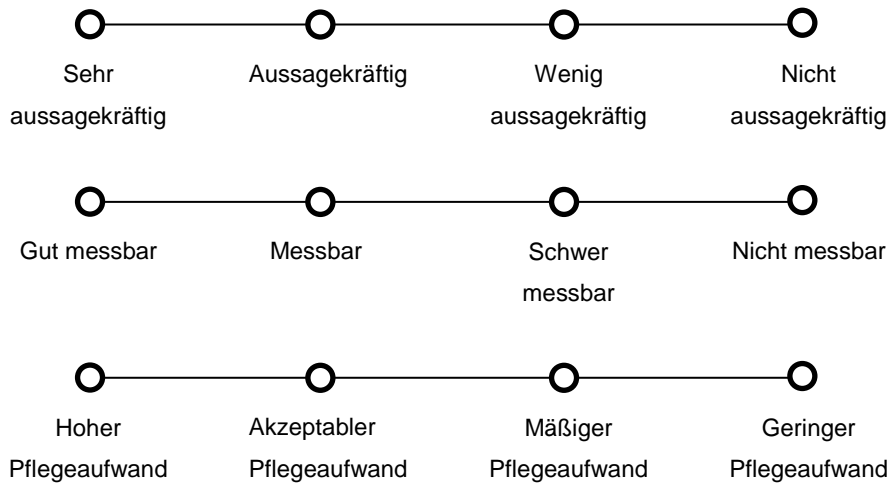 Sehr Aussagekräftig Wenig Nicht
aussagekräftig aussagekräftig aussagekräftig
Gut messbar Messbar Schwer Nicht messbar
messbar
Hoher Akzeptabler Mäßiger Geringer
Pflegeaufwand Pflegeaufwand Pflegeaufwand Pflegeaufwand